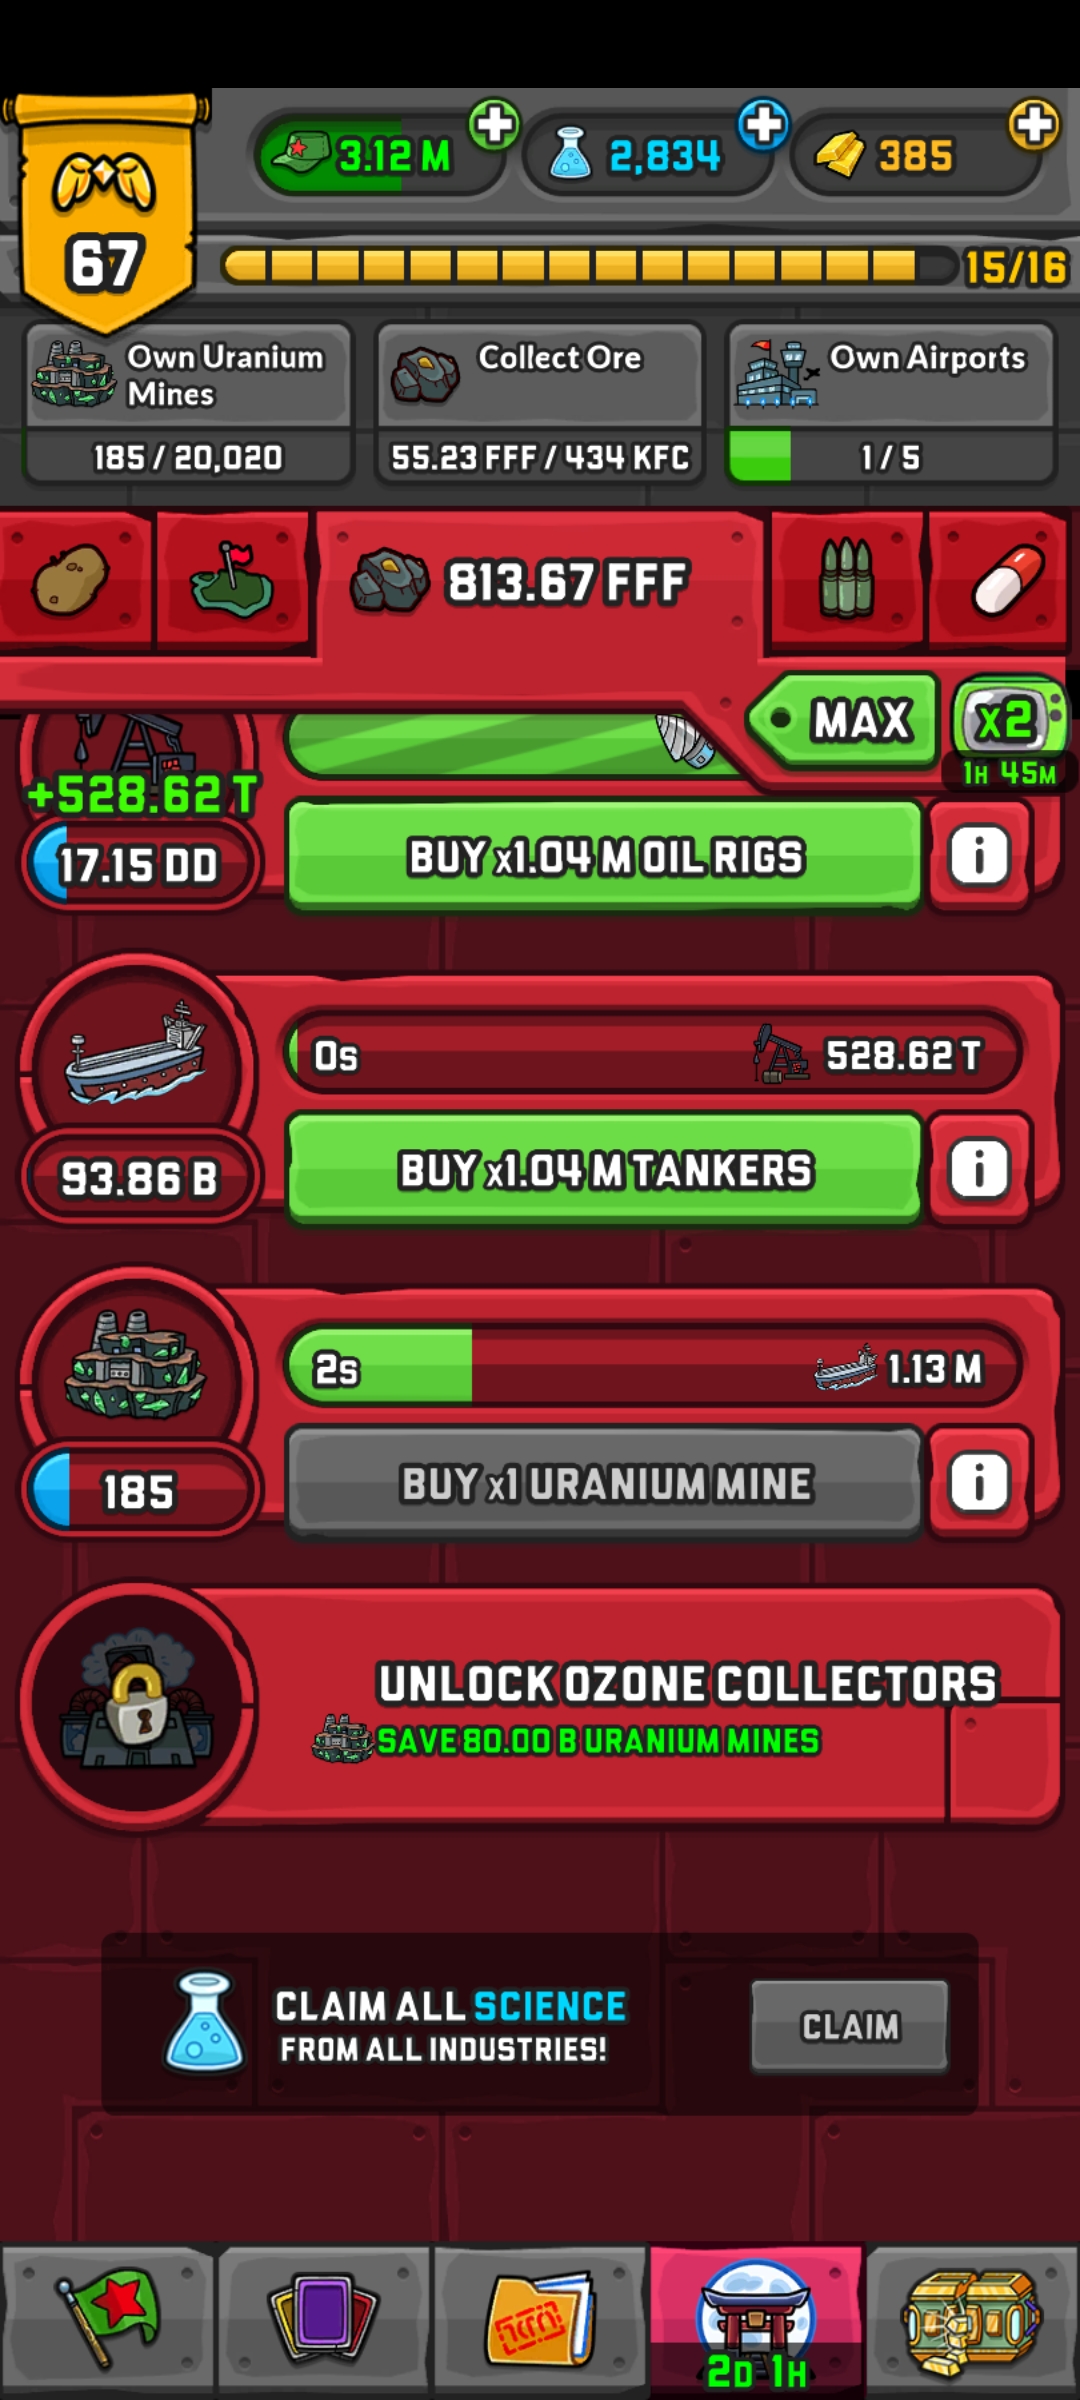 3.12 M
2,834
385
67
15/16
Own Uranium
Mines
185 / 20,020
Collect Ore
55.23 FFF / 434 KFC
Own Airports
1 / 5
813.67 FFF
MAX
x2
1H 45M
+528.62 T
17.15 DD
BUY x1.04 M OIL RIGS
i
0s
528.62 T
93.86 B
BUY x1.04 M TANKERS
i
2s
1.13 M
185
BUY x1 URANIUM MINE
i
UNLOCK OZONE COLLECTORS
SAVE 80.00 B URANIUM MINES
CLAIM ALL SCIENCE
FROM ALL INDUSTRIES!
CLAIM
2D 1H